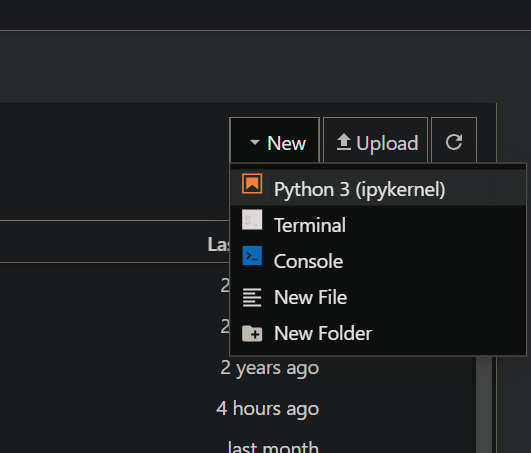 New Upload
Python 3 (ipykernel)
Terminal
Console
New File
New Folder
2 years ago
4 hours ago
last month